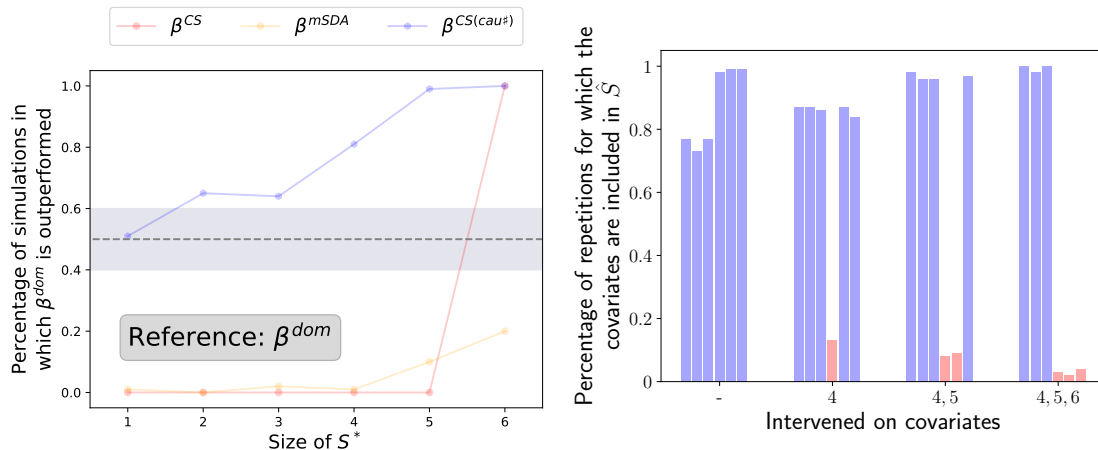 β^CS β^mSDA β^CS(cau♯)
Percentage of simulations in
which β^dom is outperformed
1.0
0.8
0.6
0.4
0.2
0.0
Reference: β^dom
1 2 3 4 5 6
Size of S*
Percentage of repetitions for which the
covariates are included in Ŝ
1
0.8
0.6
0.4
0.2
0
- 4 4, 5 4, 5, 6
Intervened on covariates